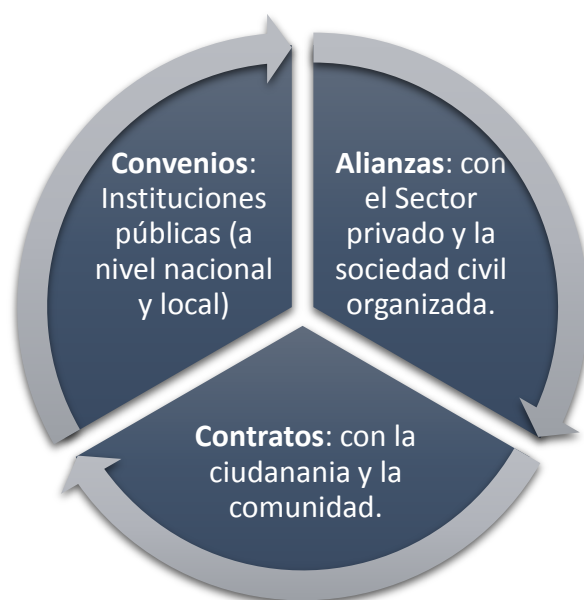 Convenios:
Instituciones
públicas (a
nivel nacional
y local)
Alianzas: con
el Sector
privado y la
sociedad civil
organizada.
Contratos: con la
ciudanania y la
comunidad.